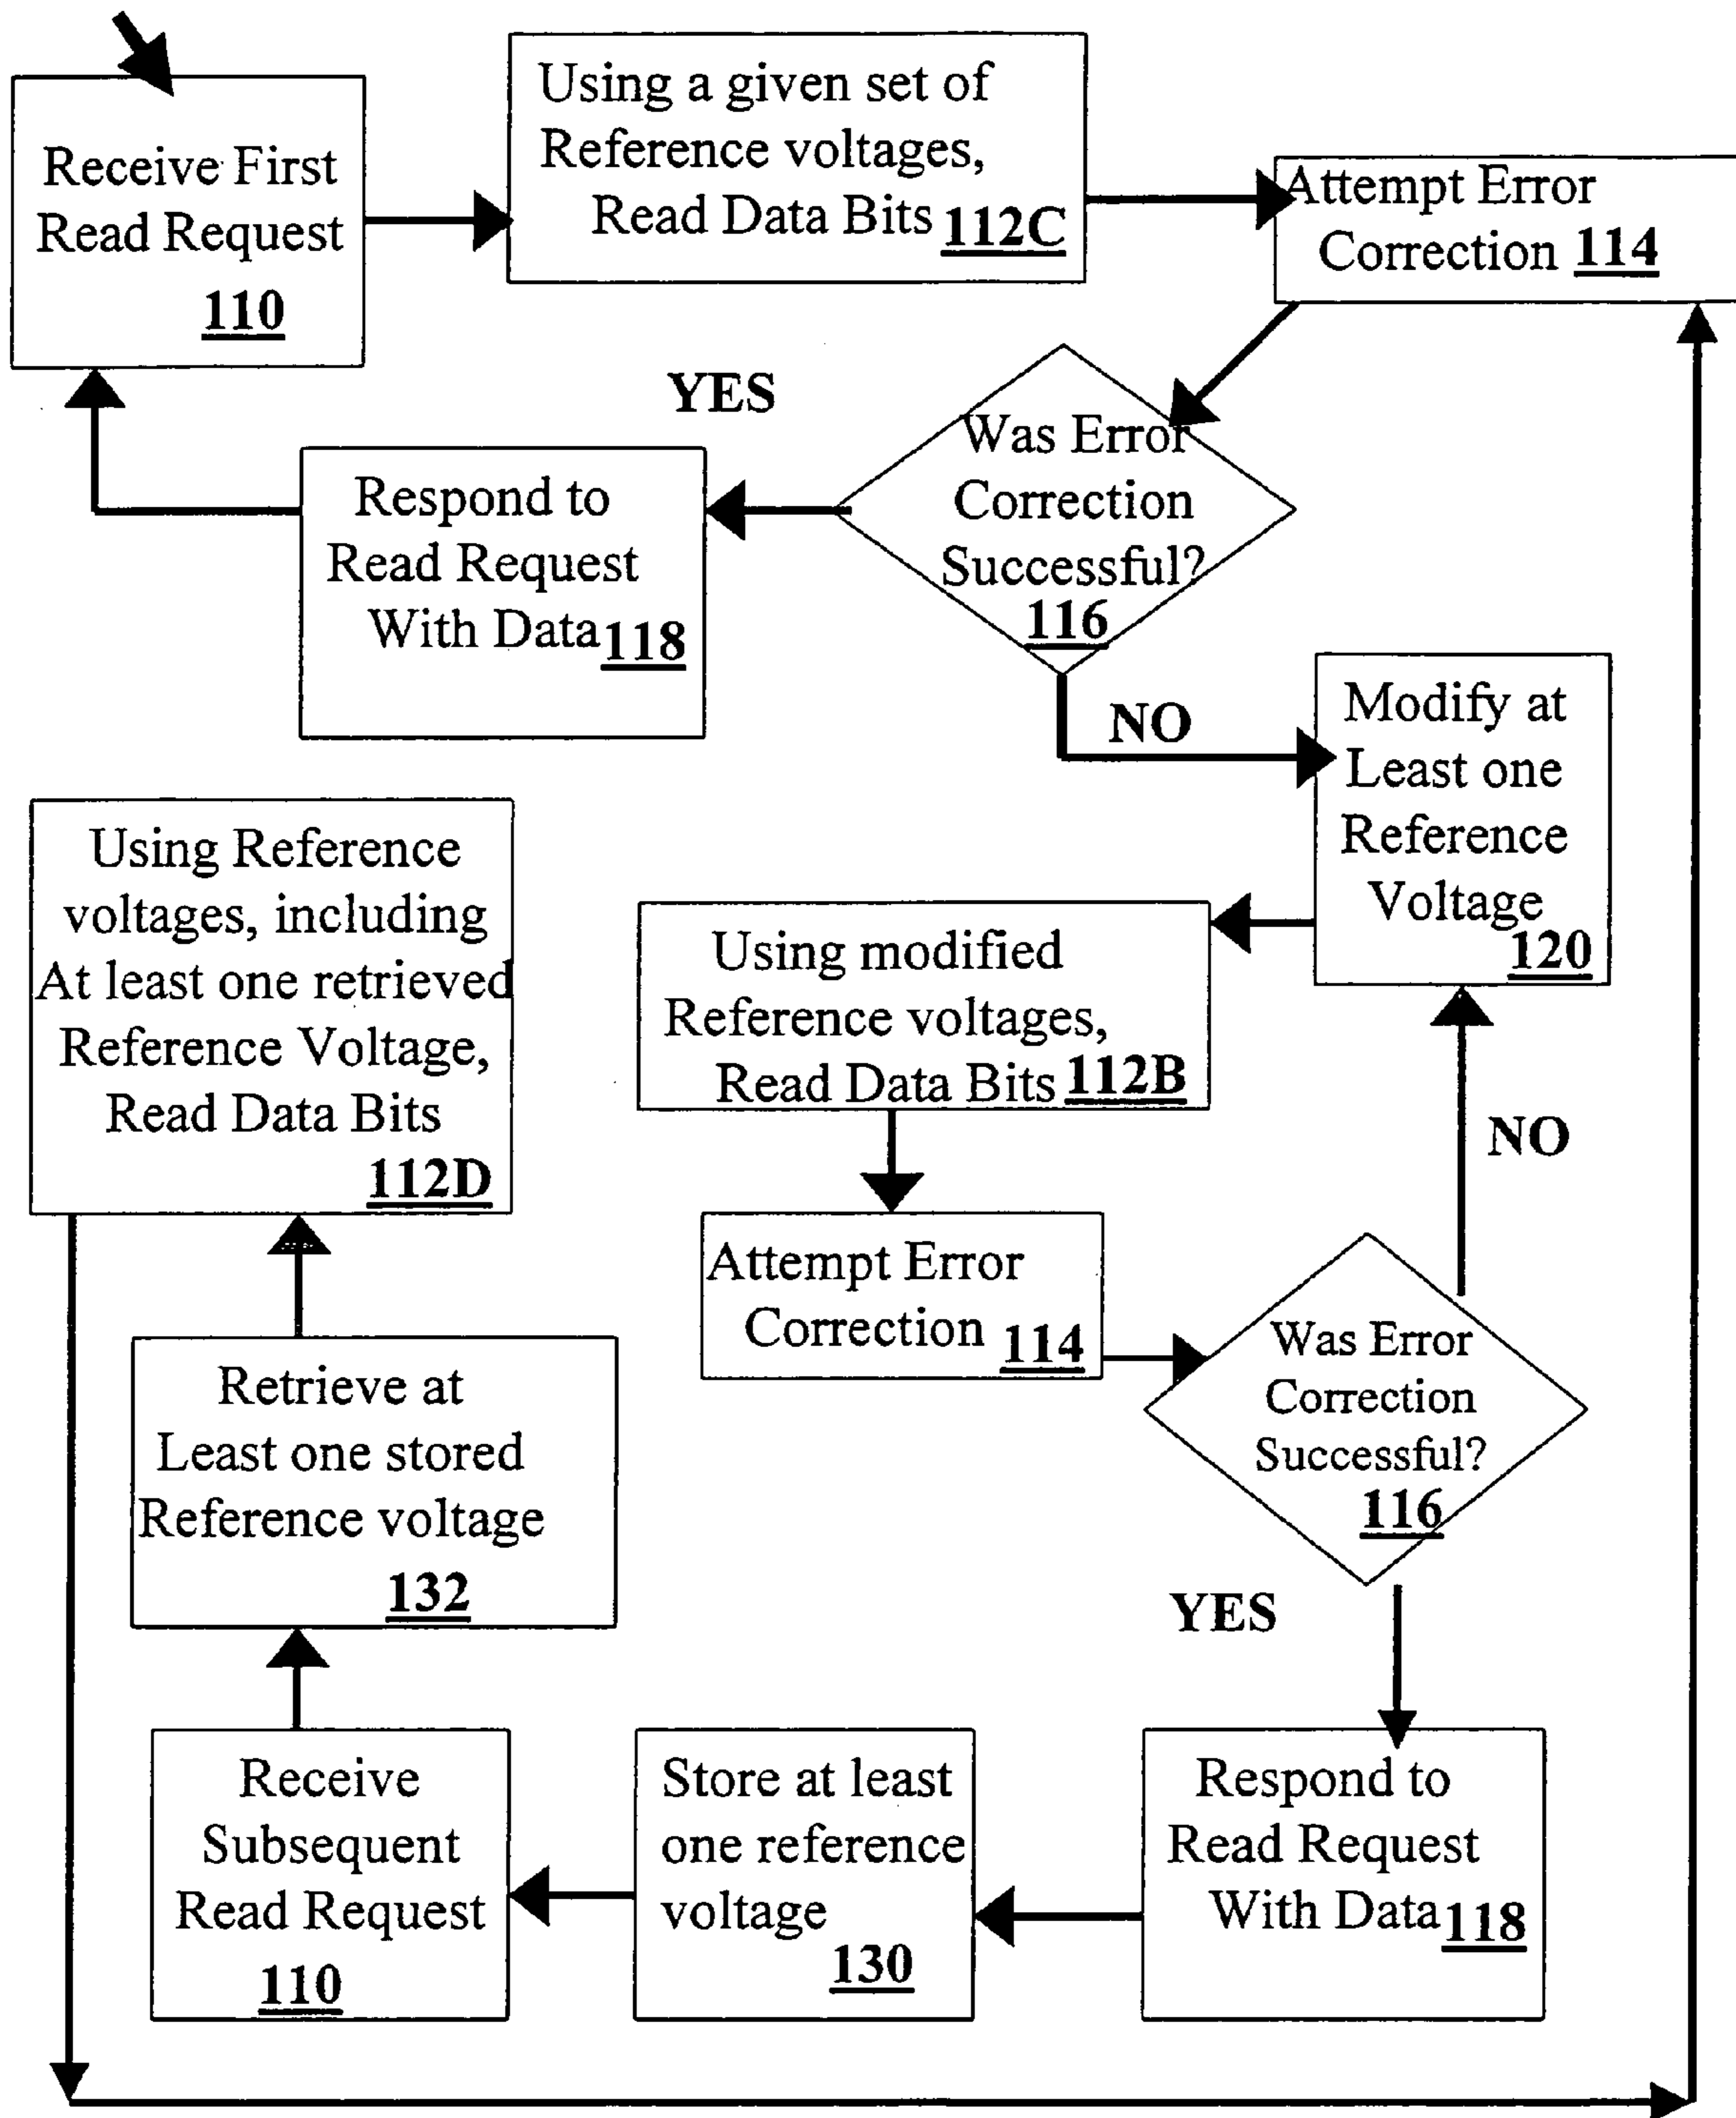 Receive First
Read Request
110
Using a given set of
Reference voltages,
Read Data Bits 112C
Attempt Error
Correction 114
YES
Was Error
Correction
Successful?
116
Respond to
Read Request
With Data 118
NO
Modify at
Least one
Reference
Voltage
120
Using Reference
voltages, including
At least one retrieved
Reference Voltage,
Read Data Bits
112D
Using modified
Reference voltages,
Read Data Bits 112B
NO
Attempt Error
Correction 114
Was Error
Correction
Successful?
116
Retrieve at
Least one stored
Reference voltage
132
YES
Receive
Subsequent
Read Request
110
Store at least
one reference
voltage
130
Respond to
Read Request
With Data 118